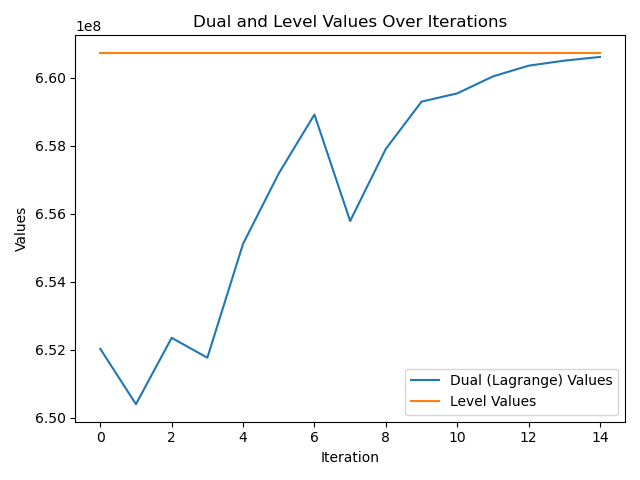 Dual and Level Values Over Iterations
1e8
6.60
6.58
6.56
6.54
6.52
6.50
Values
0 2 4 6 8 10 12 14
Iteration
Dual (Lagrange) Values
Level Values